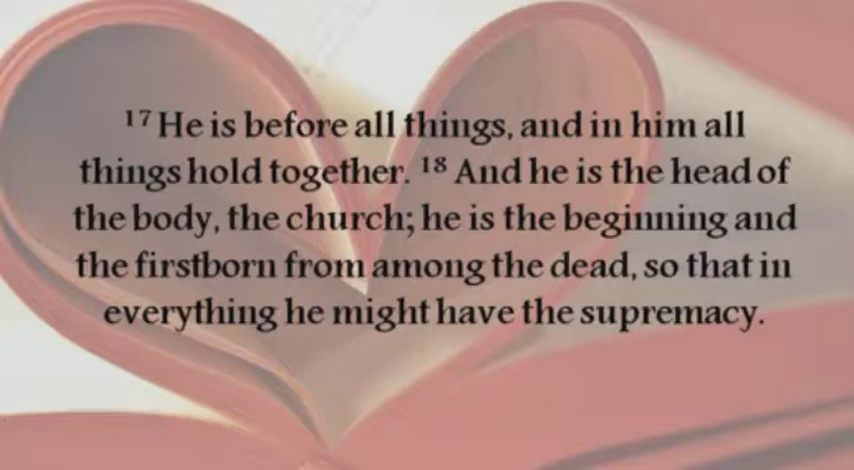 ¹⁷ He is before all things, and in him all
things hold together. ¹⁸ And he is the head of
the body, the church; he is the beginning and
the firstborn from among the dead, so that in
everything he might have the supremacy.